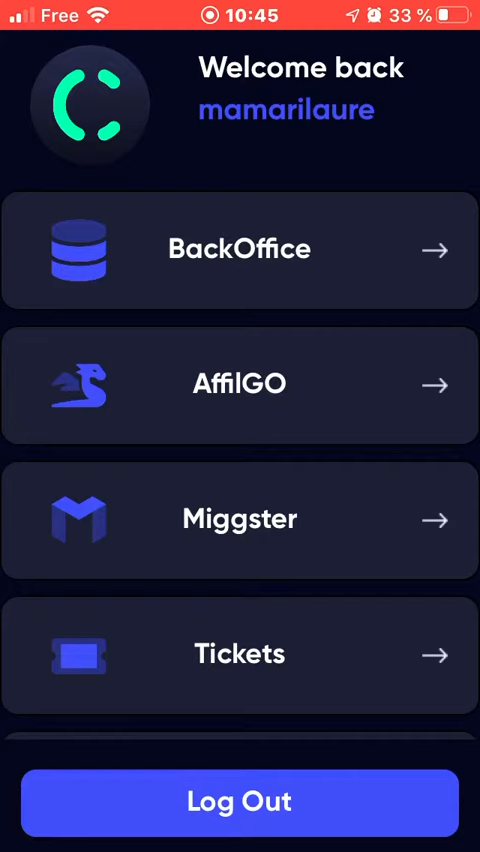 Free 10:45 33 %
Welcome back
mamarilaure
BackOffice
AffilGO
Miggster
Tickets
Log Out